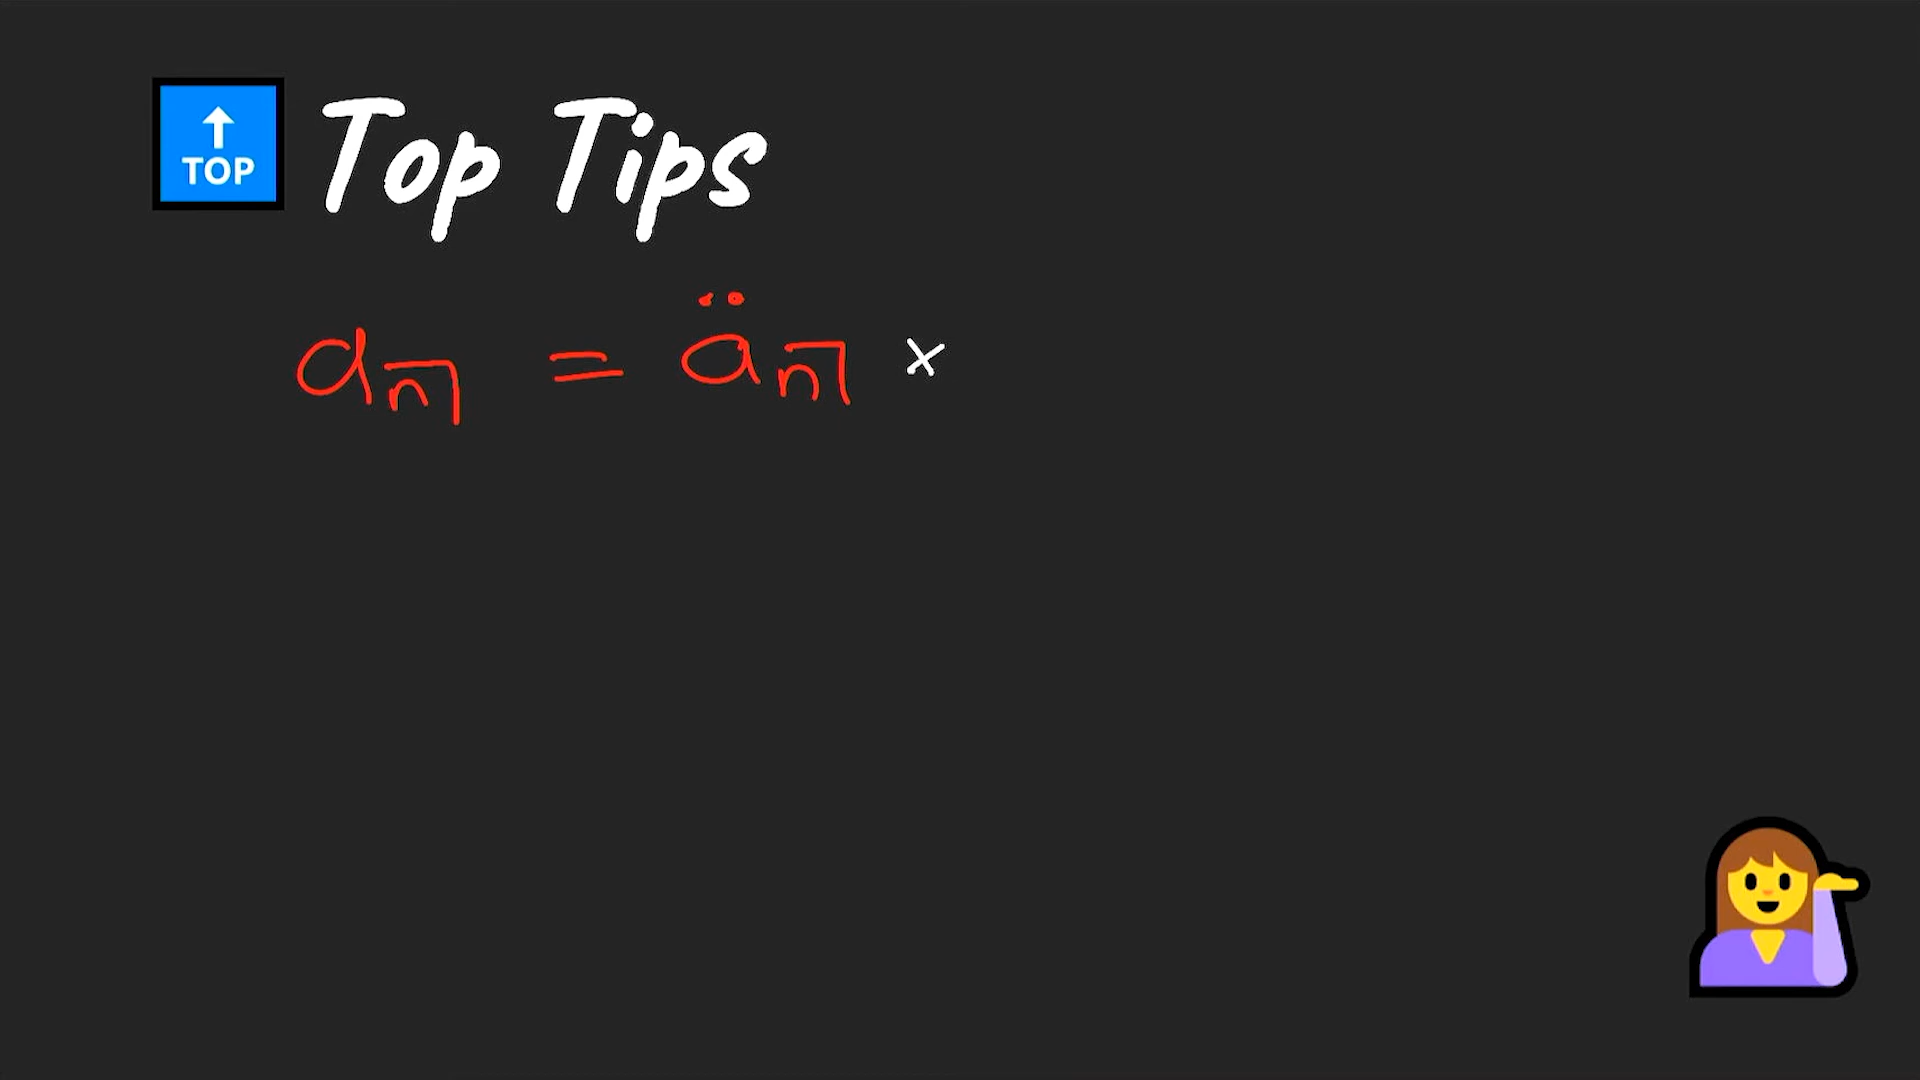 TOP Top Tips
a_n̅| = ä_n̅| ×